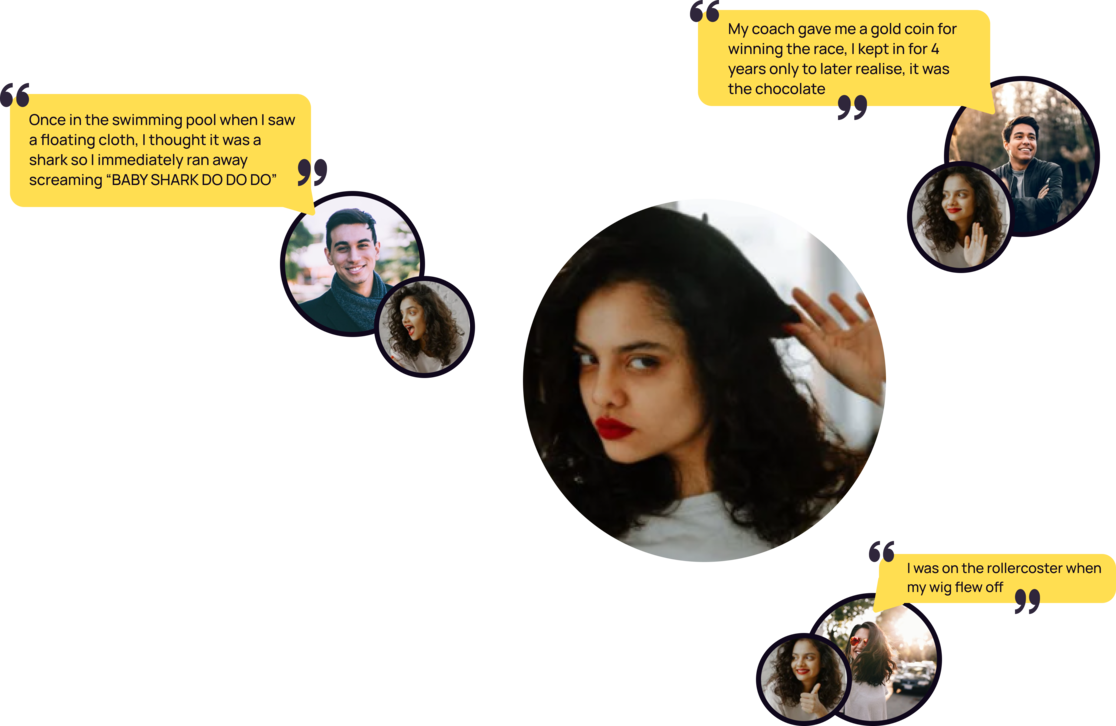 My coach gave me a gold coin for
winning the race, I kept in for 4
years only to later realise, it was
the chocolate
Once in the swimming pool when I saw
a floating cloth, I thought it was a
shark so I immediately ran away
screaming “BABY SHARK DO DO DO”
I was on the rollercoster when
my wig flew off